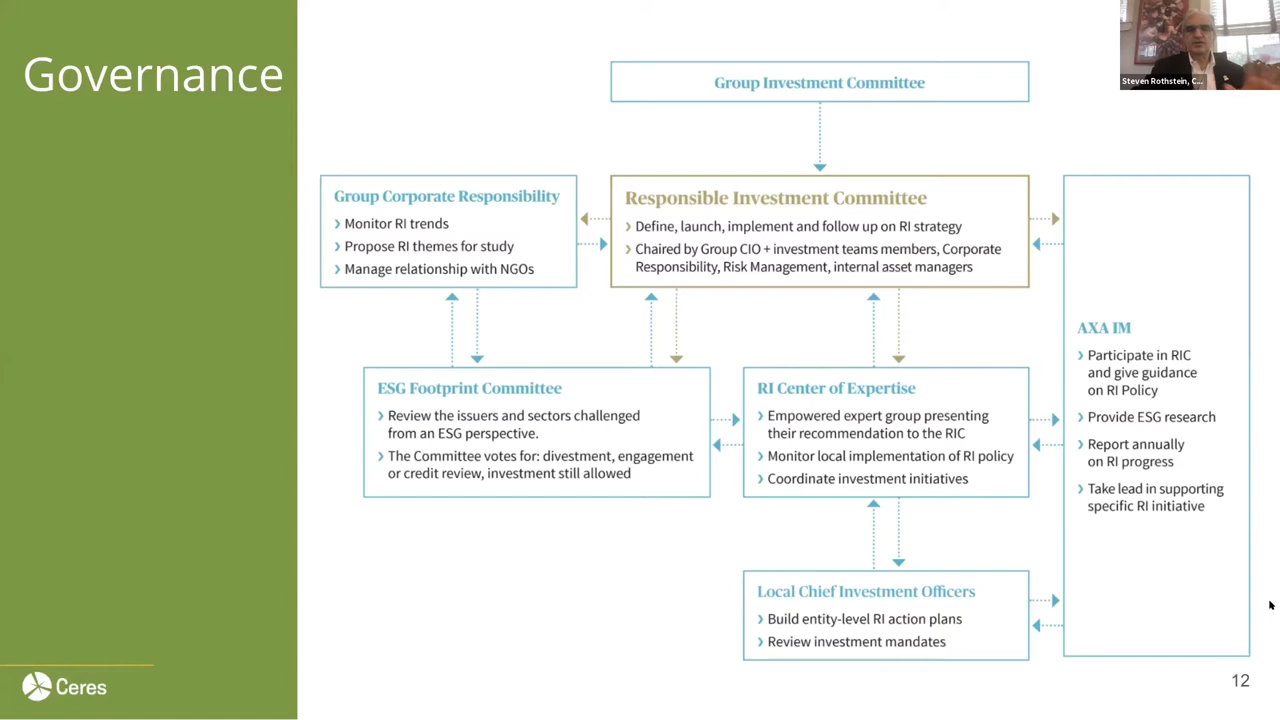 Governance
Steven Rothstein, C...
Group Investment Committee
Group Corporate Responsibility
❯ Monitor RI trends
❯ Propose RI themes for study
❯ Manage relationship with NGOs
Responsible Investment Committee
❯ Define, launch, implement and follow up on RI strategy
❯ Chaired by Group CIO + investment teams members, Corporate
Responsibility, Risk Management, internal asset managers
ESG Footprint Committee
❯ Review the issuers and sectors challenged
from an ESG perspective.
❯ The Committee votes for: divestment, engagement
or credit review, investment still allowed
RI Center of Expertise
❯ Empowered expert group presenting
their recommendation to the RIC
❯ Monitor local implementation of RI policy
❯ Coordinate investment initiatives
AXA IM
❯ Participate in RIC
and give guidance
on RI Policy
❯ Provide ESG research
❯ Report annually
on RI progress
❯ Take lead in supporting
specific RI initiative
Local Chief Investment Officers
❯ Build entity-level RI action plans
❯ Review investment mandates
Ceres
12